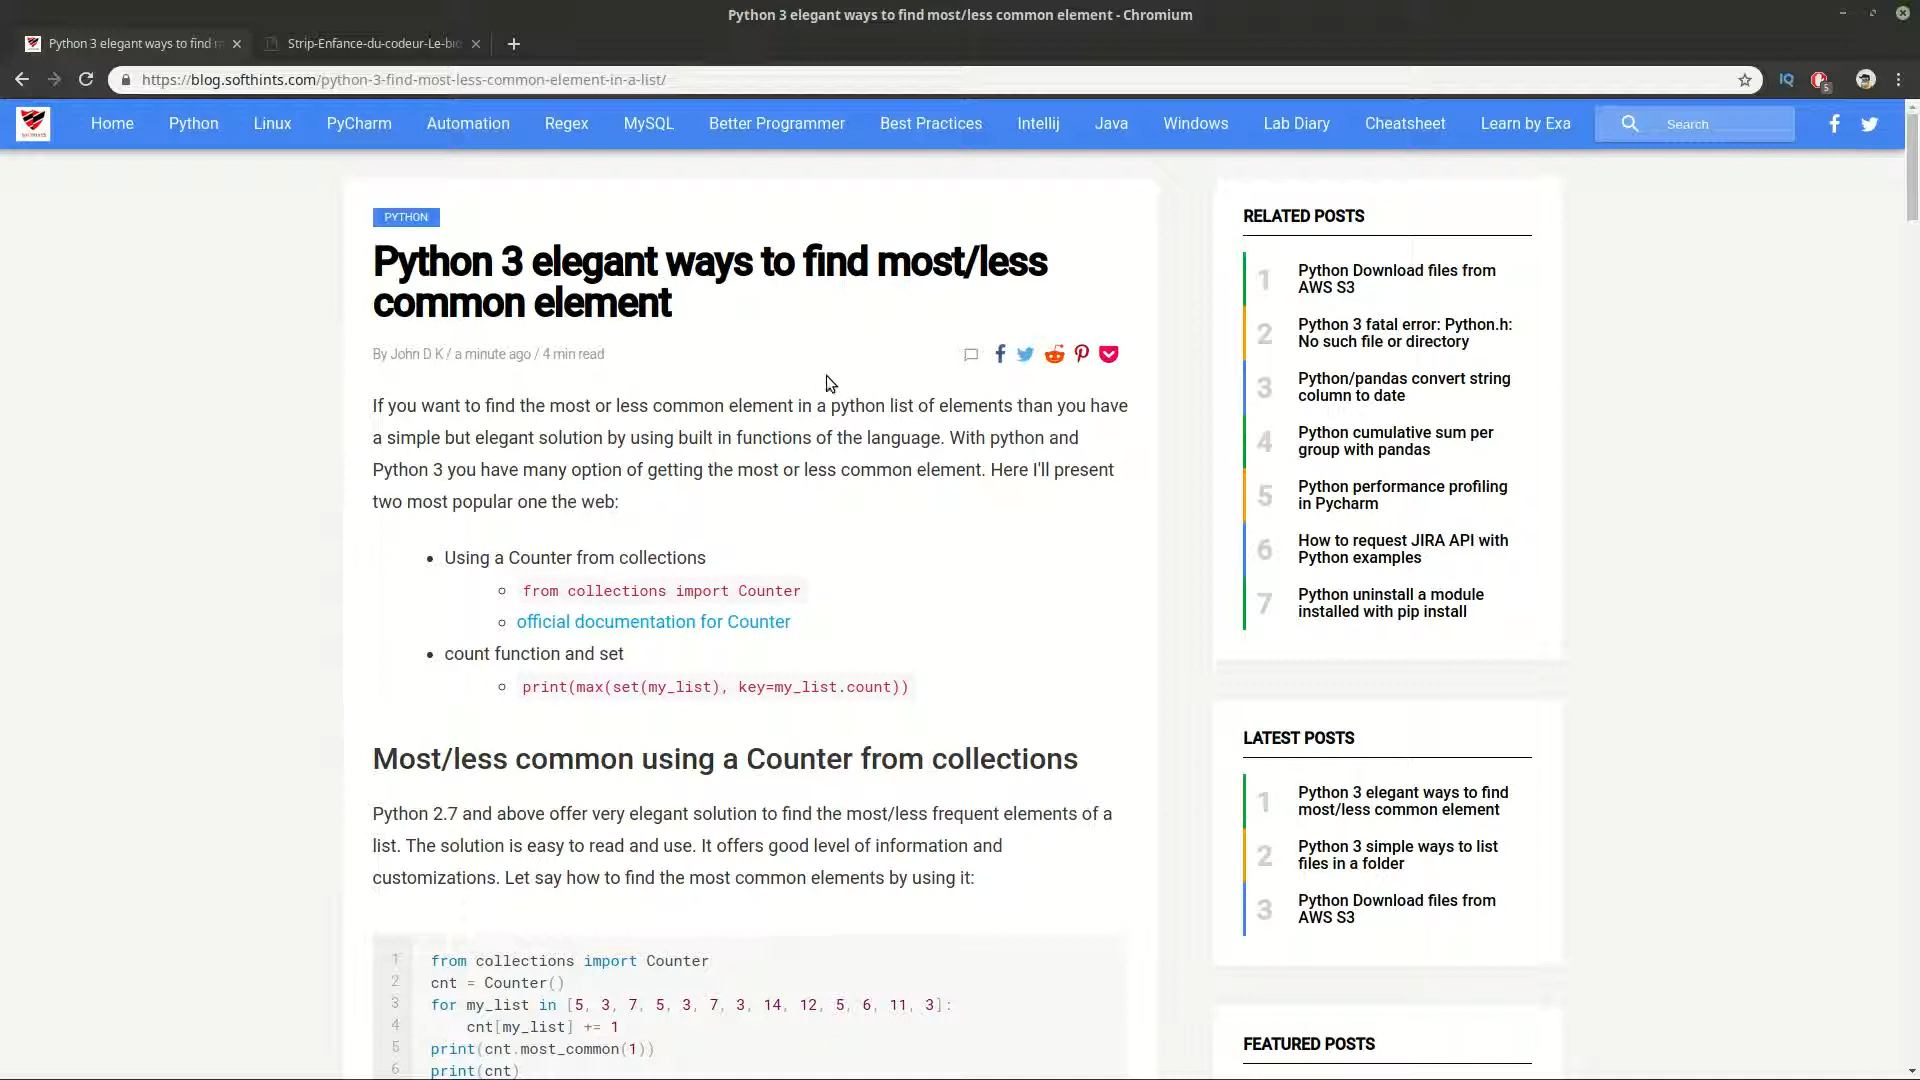 Python 3 elegant ways to find most/less common element - Chromium
Python 3 elegant ways to find
Strip-Enfance-du-codeur-Le-blo
https://blog.softhints.com/python-3-find-most-less-common-element-in-a-list/
IQ
5
Home Python Linux PyCharm Automation Regex MySQL Better Programmer Best Practices Intellij Java Windows Lab Diary Cheatsheet Learn by Exa
Search
PYTHON
Python 3 elegant ways to find most/less
common element
By John D K / a minute ago / 4 min read
If you want to find the most or less common element in a python list of elements than you have
a simple but elegant solution by using built in functions of the language. With python and
Python 3 you have many option of getting the most or less common element. Here I'll present
two most popular one the web:
• Using a Counter from collections
from collections import Counter
official documentation for Counter
• count function and set
print(max(set(my_list), key=my_list.count))
Most/less common using a Counter from collections
Python 2.7 and above offer very elegant solution to find the most/less frequent elements of a
list. The solution is easy to read and use. It offers good level of information and
customizations. Let say how to find the most common elements by using it:
1 from collections import Counter
2 cnt = Counter()
3 for my_list in [5, 3, 7, 5, 3, 7, 3, 14, 12, 5, 6, 11, 3]:
4 cnt[my_list] += 1
5 print(cnt.most_common(1))
6 print(cnt)
RELATED POSTS
1 Python Download files from
AWS S3
2 Python 3 fatal error: Python.h:
No such file or directory
3 Python/pandas convert string
column to date
4 Python cumulative sum per
group with pandas
5 Python performance profiling
in Pycharm
6 How to request JIRA API with
Python examples
7 Python uninstall a module
installed with pip install
LATEST POSTS
1 Python 3 elegant ways to find
most/less common element
2 Python 3 simple ways to list
files in a folder
3 Python Download files from
AWS S3
FEATURED POSTS